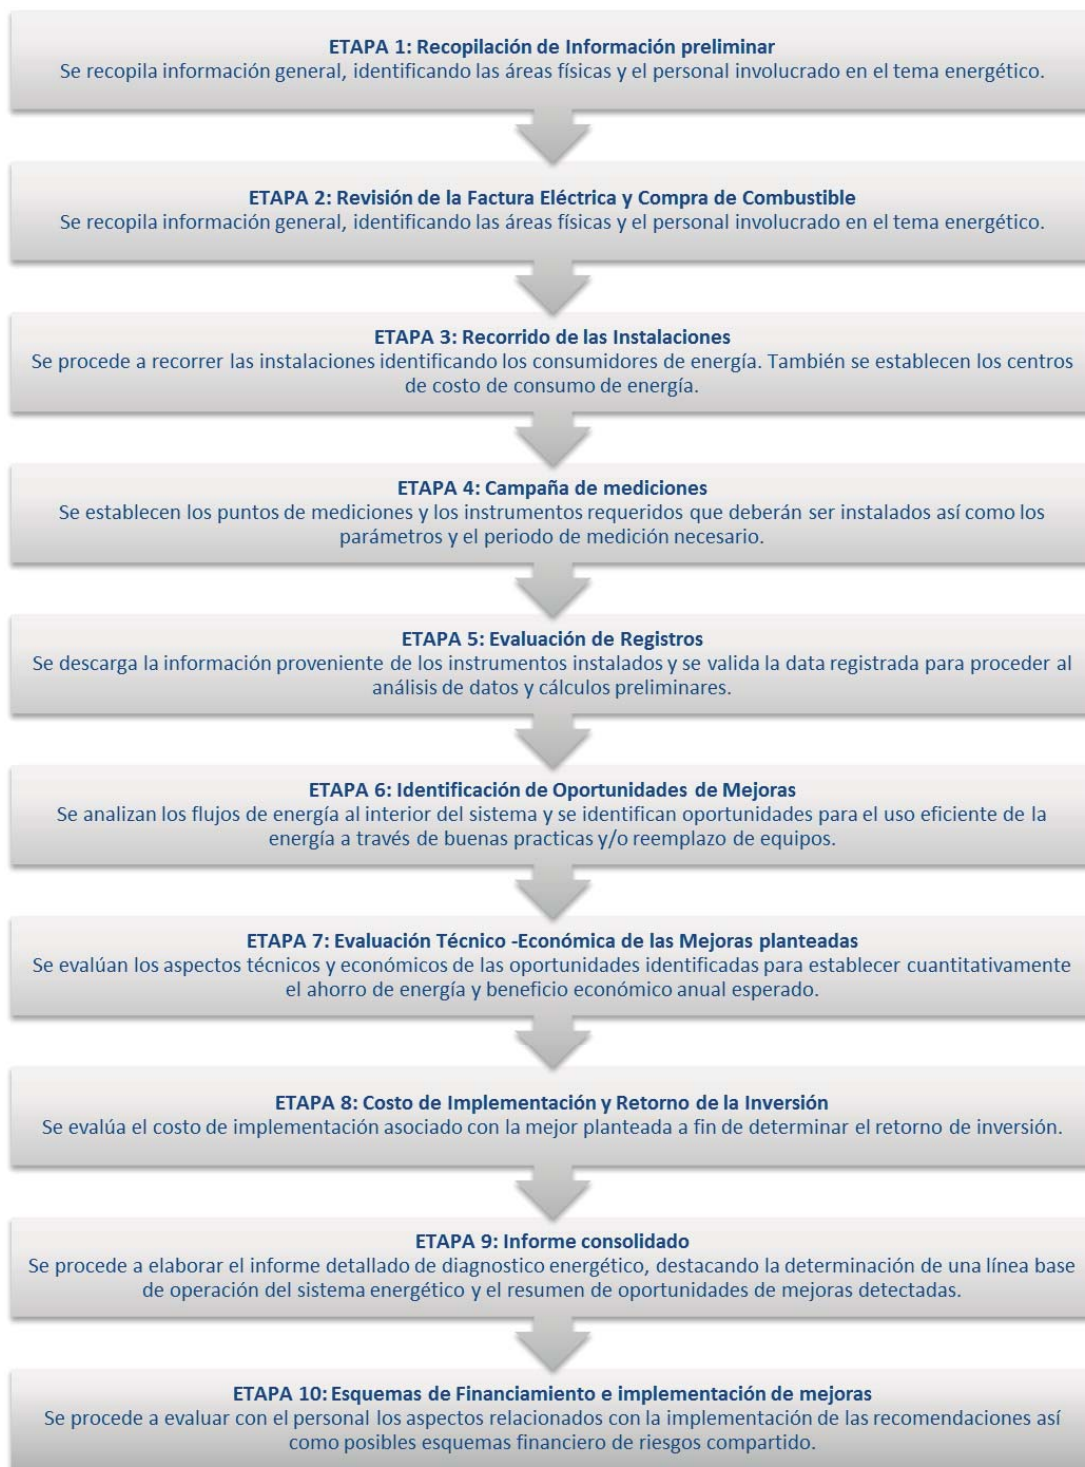 ETAPA 1: Recopilación de Información preliminar
Se recopila información general, identificando las áreas físicas y el personal involucrado en el tema energético.
ETAPA 2: Revisión de la Factura Eléctrica y Compra de Combustible
Se recopila información general, identificando las áreas físicas y el personal involucrado en el tema energético.
ETAPA 3: Recorrido de las Instalaciones
Se procede a recorrer las instalaciones identificando los consumidores de energía. También se establecen los centros
de costo de consumo de energía.
ETAPA 4: Campaña de mediciones
Se establecen los puntos de mediciones y los instrumentos requeridos que deberán ser instalados así como los
parámetros y el periodo de medición necesario.
ETAPA 5: Evaluación de Registros
Se descarga la información proveniente de los instrumentos instalados y se valida la data registrada para proceder al
análisis de datos y cálculos preliminares.
ETAPA 6: Identificación de Oportunidades de Mejoras
Se analizan los flujos de energía al interior del sistema y se identifican oportunidades para el uso eficiente de la
energía a través de buenas practicas y/o reemplazo de equipos.
ETAPA 7: Evaluación Técnico -Económica de las Mejoras planteadas
Se evalúan los aspectos técnicos y económicos de las oportunidades identificadas para establecer cuantitativamente
el ahorro de energía y beneficio económico anual esperado.
ETAPA 8: Costo de Implementación y Retorno de la Inversión
Se evalúa el costo de implementación asociado con la mejor planteada a fin de determinar el retorno de inversión.
ETAPA 9: Informe consolidado
Se procede a elaborar el informe detallado de diagnostico energético, destacando la determinación de una línea base
de operación del sistema energético y el resumen de oportunidades de mejoras detectadas.
ETAPA 10: Esquemas de Financiamiento e implementación de mejoras
Se procede a evaluar con el personal los aspectos relacionados con la implementación de las recomendaciones así
como posibles esquemas financiero de riesgos compartido.